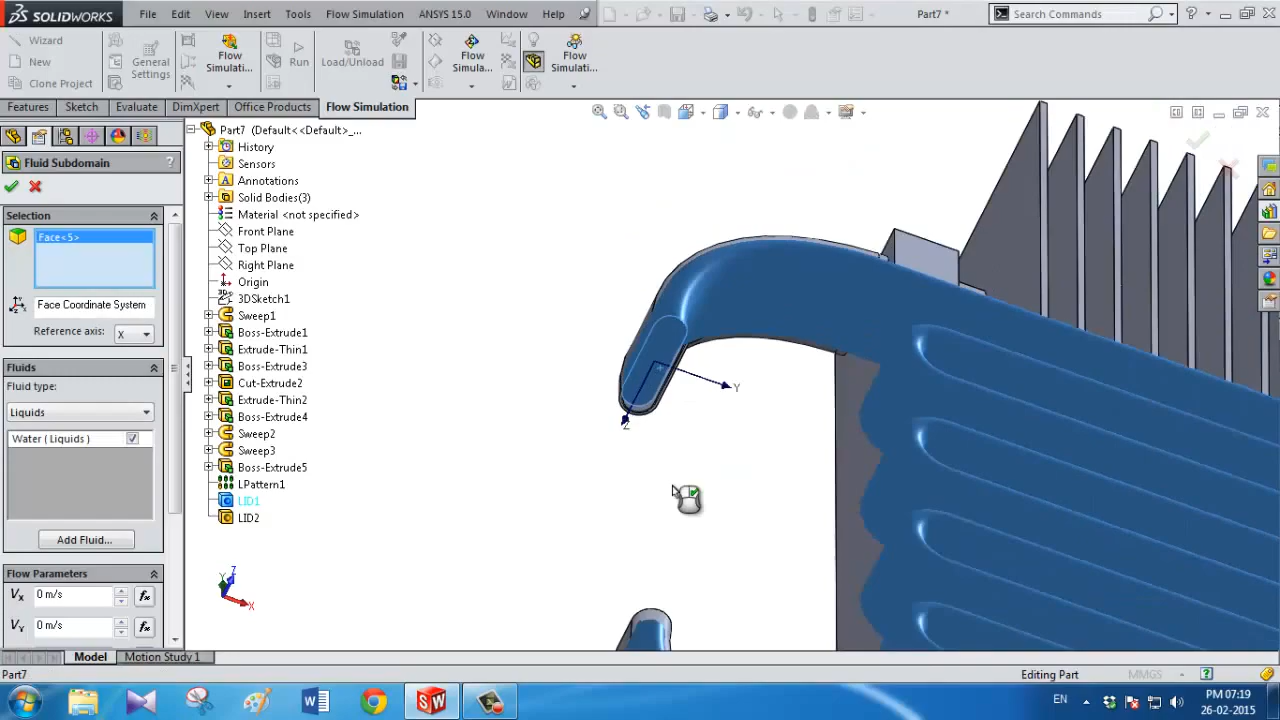 SOLIDWORKS File Edit View Insert Tools Flow Simulation ANSYS 15.0 Window Help Part7 * Search Commands
Wizard
New
Clone Project
General Settings
Flow Simulati...
Run
Load/Unload
Flow Simula...
Flow Simulati...
Features Sketch Evaluate DimXpert Office Products Flow Simulation
Fluid Subdomain ?
Selection
Face<5>
Face Coordinate System
Reference axis: X
Fluids
Fluid type:
Liquids
Water ( Liquids )
Add Fluid...
Flow Parameters
Vx 0 m/s
VY 0 m/s
Part7 (Default<<Default>_...
History
Sensors
Annotations
Solid Bodies(3)
Material <not specified>
Front Plane
Top Plane
Right Plane
Origin
3DSketch1
Sweep1
Boss-Extrude1
Extrude-Thin1
Boss-Extrude3
Cut-Extrude2
Extrude-Thin2
Boss-Extrude4
Sweep2
Sweep3
Boss-Extrude5
LPattern1
LID1
LID2
Y
Z
Z
Y
X
Model Motion Study 1
Part7 Editing Part MMGS
EN PM 07:19
26-02-2015